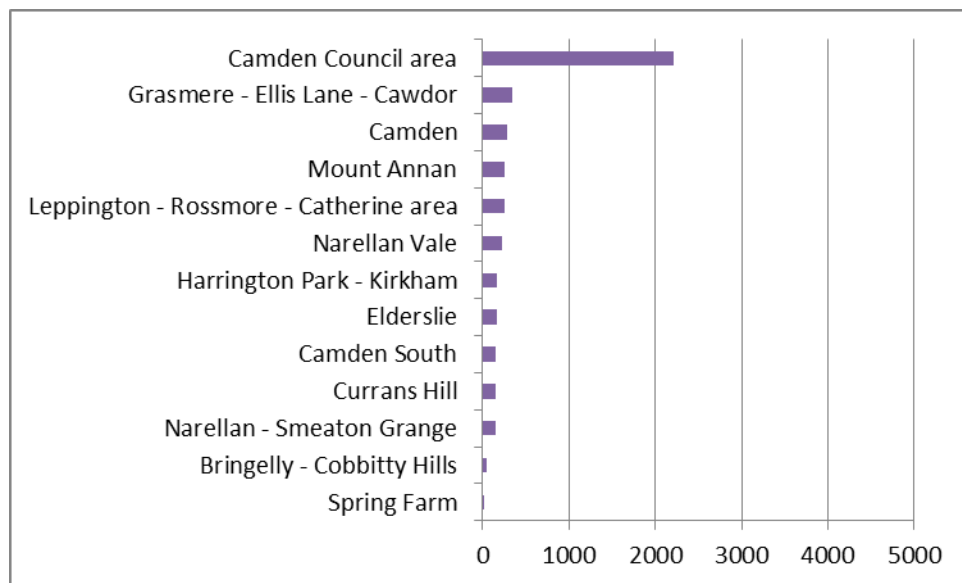 Camden Council area
Grasmere - Ellis Lane - Cawdor
Camden
Mount Annan
Leppington - Rossmore - Catherine area
Narellan Vale
Harrington Park - Kirkham
Elderslie
Camden South
Currans Hill
Narellan - Smeaton Grange
Bringelly - Cobbitty Hills
Spring Farm
0 1000 2000 3000 4000 5000